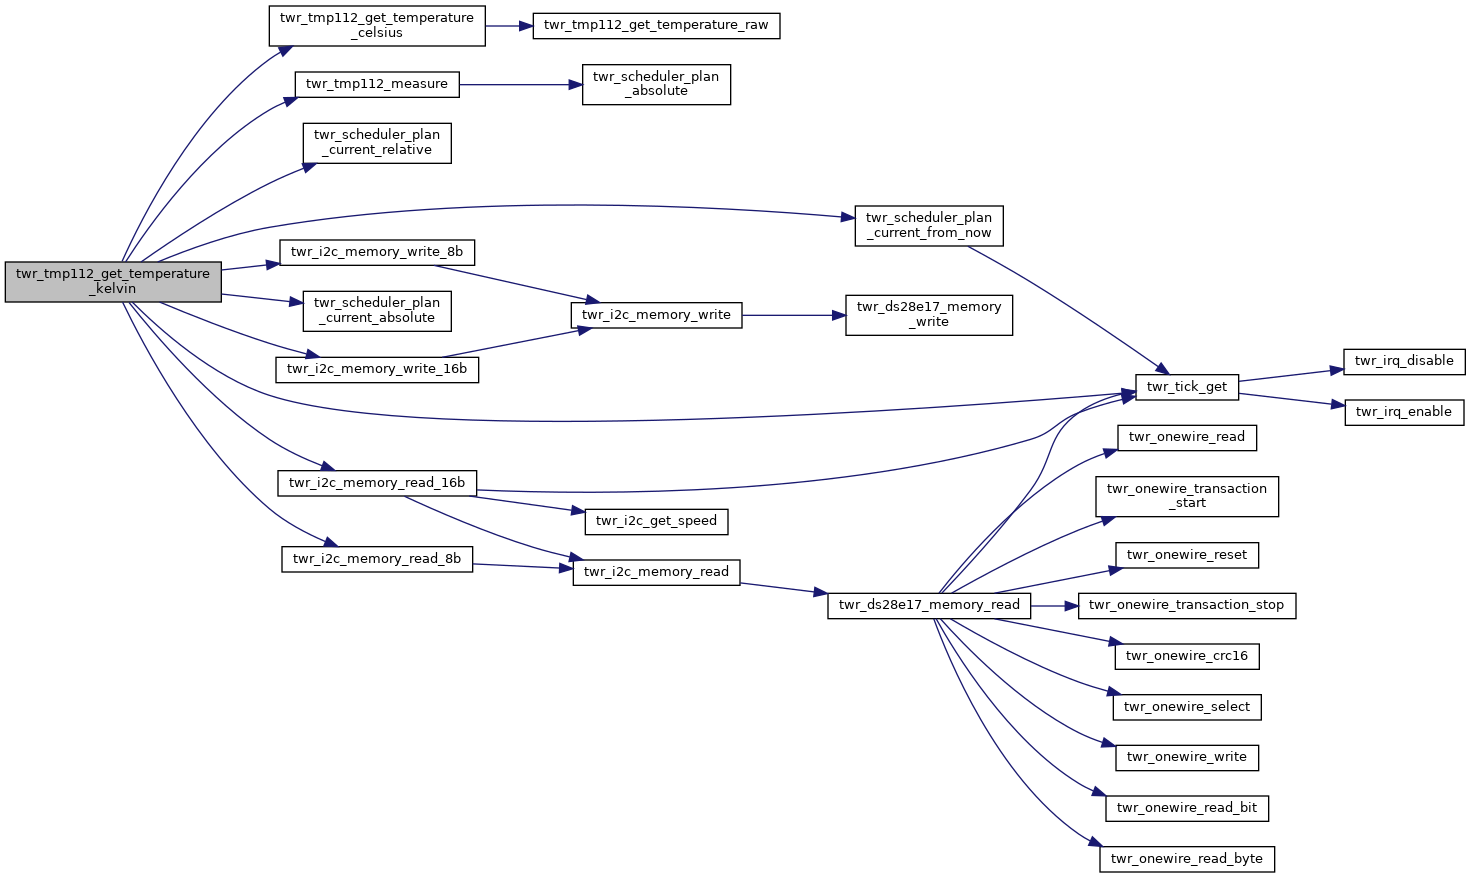 twr_tmp112_get_temperature
_kelvin
twr_tmp112_get_temperature
_celsius
twr_tmp112_get_temperature_raw
twr_tmp112_measure
twr_scheduler_plan
_absolute
twr_scheduler_plan
_current_relative
twr_scheduler_plan
_current_from_now
twr_i2c_memory_write_8b
twr_scheduler_plan
_current_absolute
twr_i2c_memory_write
twr_ds28e17_memory
_write
twr_i2c_memory_write_16b
twr_tick_get
twr_irq_disable
twr_irq_enable
twr_onewire_read
twr_i2c_memory_read_16b
twr_i2c_get_speed
twr_onewire_transaction
_start
twr_i2c_memory_read_8b
twr_i2c_memory_read
twr_onewire_reset
twr_ds28e17_memory_read
twr_onewire_transaction_stop
twr_onewire_crc16
twr_onewire_select
twr_onewire_write
twr_onewire_read_bit
twr_onewire_read_byte